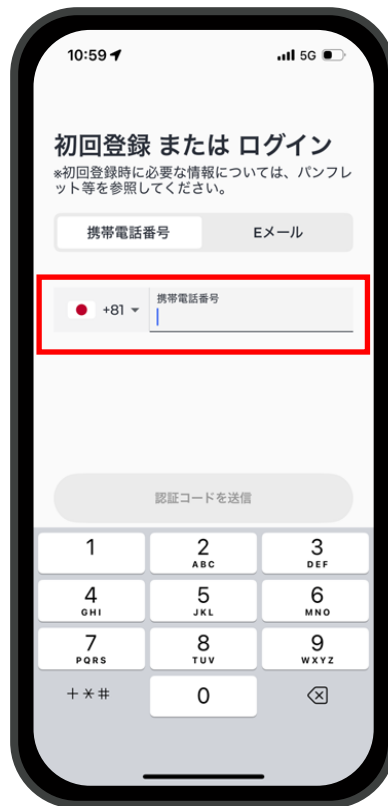 10:59
5G
初回登録 または ロ
グイン
※初回登録時に必要な情報については、パンフレ
ット等を参照してください。
携帯電話番号 Eメール
携帯電話番号
+81
認証コードを送信
1 2 3
ABC DEF
4 5 6
GHI JKL MNO
7 8 9
PQRS TUV WXYZ
+*# 0